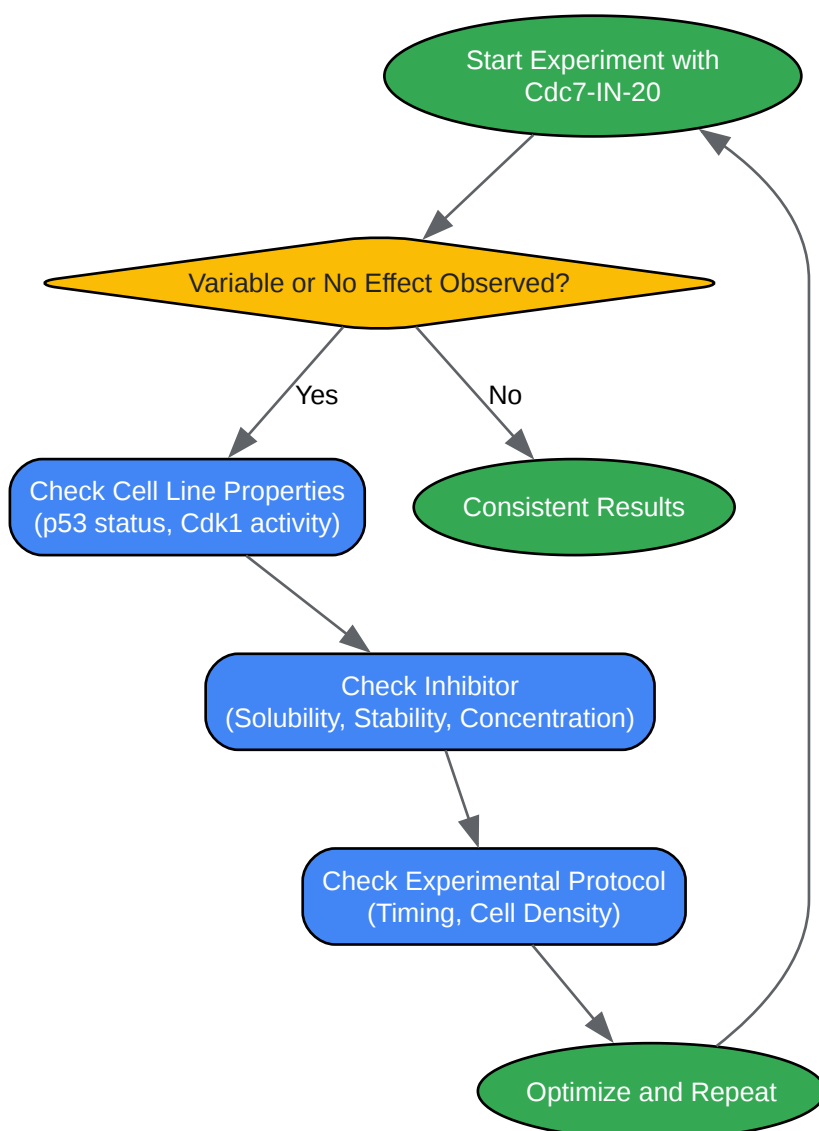 Start Experiment with
Cdc7-IN-20
Variable or No Effect Observed?
Yes
No
Check Cell Line Properties
(p53 status, Cdk1 activity)
Consistent Results
Check Inhibitor
(Solubility, Stability, Concentration)
Check Experimental Protocol
(Timing, Cell Density)
Optimize and Repeat